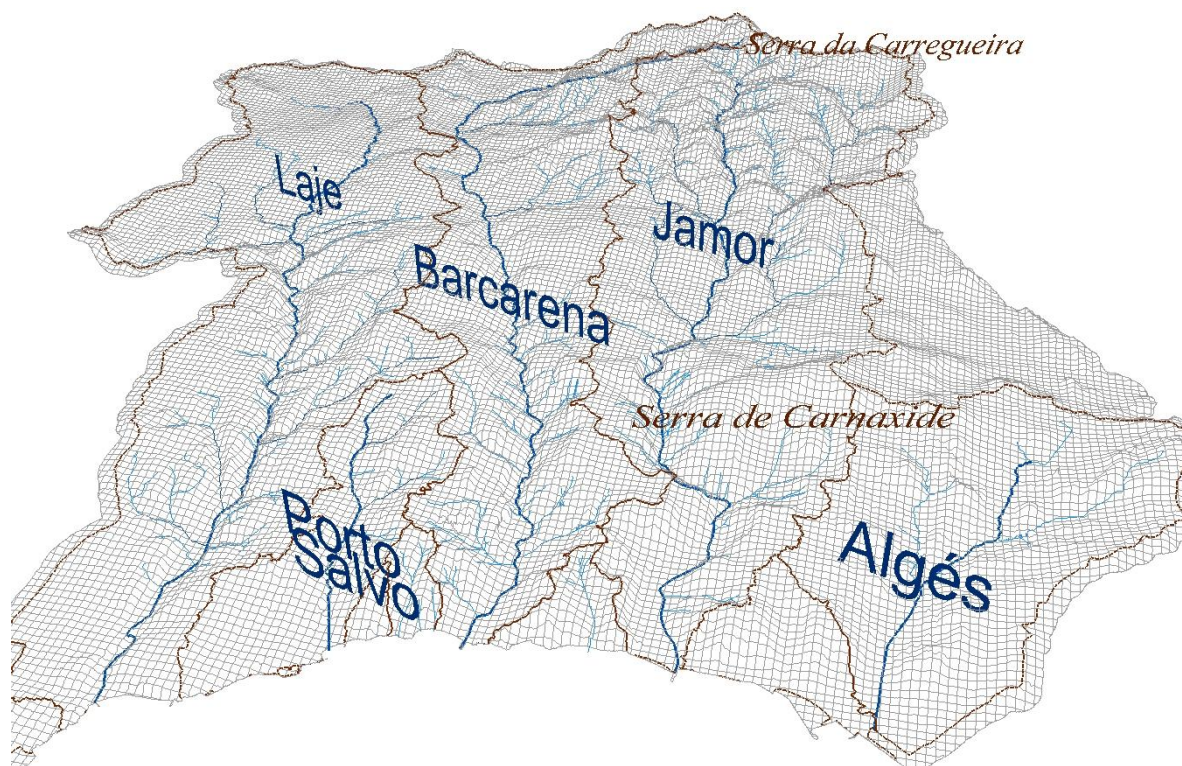 Serra da Carregueira
Laje
Jamor
Barcarena
Serra de Carnaxide
Porto
Salvo
Algés